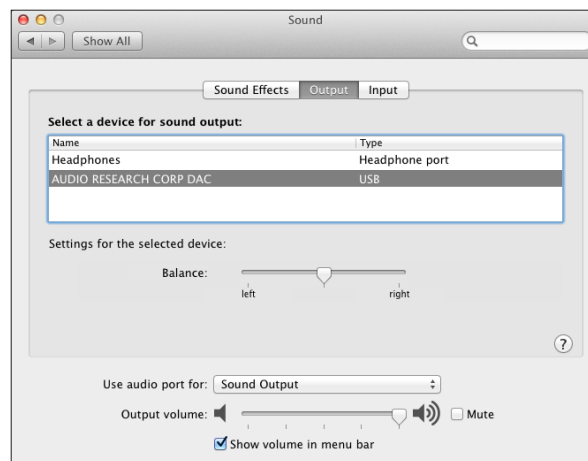 Sound
Show All
Sound Effects Output Input
Select a device for sound output:
Name Type
Headphones Headphone port
AUDIO RESEARCH CORP DAC USB
Settings for the selected device:
Balance:
left right
?
Use audio port for: Sound Output
Output volume: Mute
Show volume in menu bar